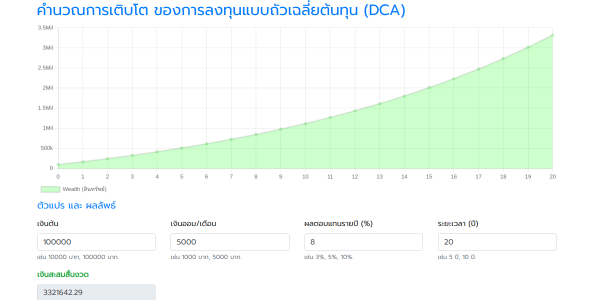 คำนวณการเติบโต ของการลงทุนแบบถัวเฉลี่ยต้นทุน (DCA)
3.5Mil
3Mil
2.5Mil
2Mil
1.5Mil
1Mil
500k
0
0 1 2 3 4 5 6 7 8 9 10 11 12 13 14 15 16 17 18 19 20
Wealth (สินทรัพย์)
ตัวแปร และ ผลลัพธ์
เงินต้น เงินออม/เดือน ผลตอบแทนรายปี (%) ระยะเวลา (ปี)
100000 5000 8 20
เช่น 10000 บาท, 100000 บาท. เช่น 1000 บาท, 5000 บาท. เช่น 3%, 5%, 10%. เช่น 5 ปี, 10 ปี.
เงินสะสมสิ้นงวด
3321642.29